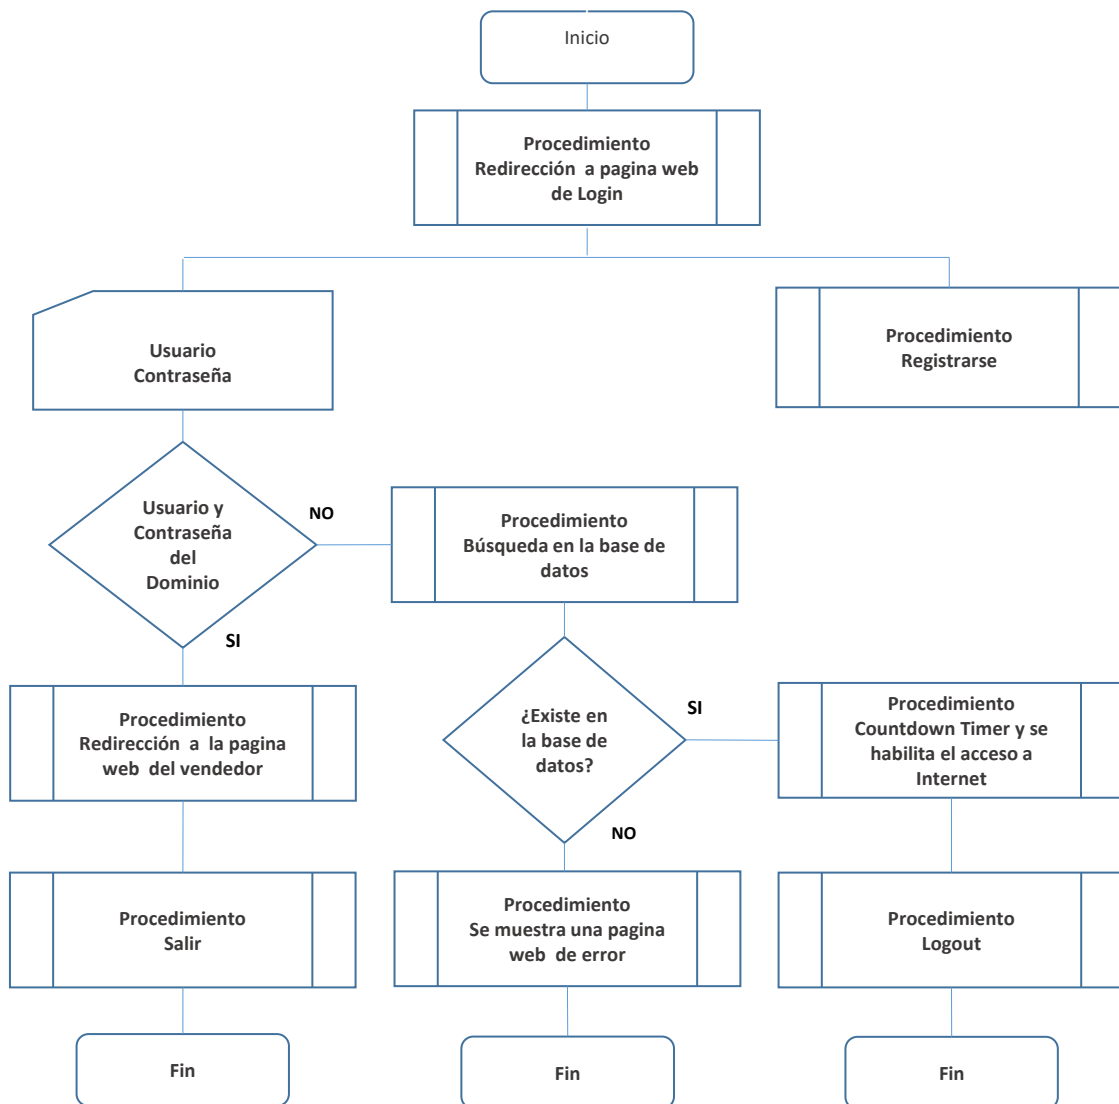 Inicio
Procedimiento
Redirección a pagina web
de Login
Usuario
Contraseña
Procedimiento
Registrarse
Usuario y
Contraseña
del
Dominio
NO
SI
Procedimiento
Búsqueda en la base de
datos
Procedimiento
Redirección a la pagina
web del vendedor
¿Existe en
la base de
datos?
SI
NO
Procedimiento
Countdown Timer y se
habilita el acceso a
Internet
Procedimiento
Salir
Procedimiento
Se muestra una pagina
web de error
Procedimiento
Logout
Fin
Fin
Fin